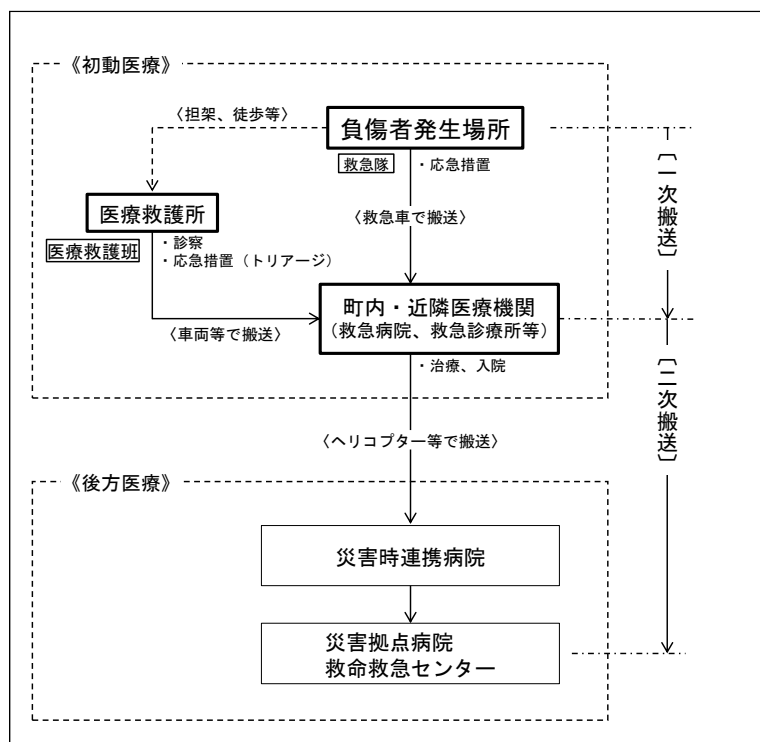 《初動医療》
〈担架、徒歩等〉
負傷者発生場所
救急隊
・応急措置
医療救護所
〈救急車で搬送〉
医療救護班
・診察
・応急措置（トリアージ）
〔一次搬送〕
町内・近隣医療機関
（救急病院、救急診療所等）
〈車両等で搬送〉
・治療、入院
〔二次搬送〕
〈ヘリコプター等で搬送〉
《後方医療》
災害時連携病院
災害拠点病院
救命救急センター